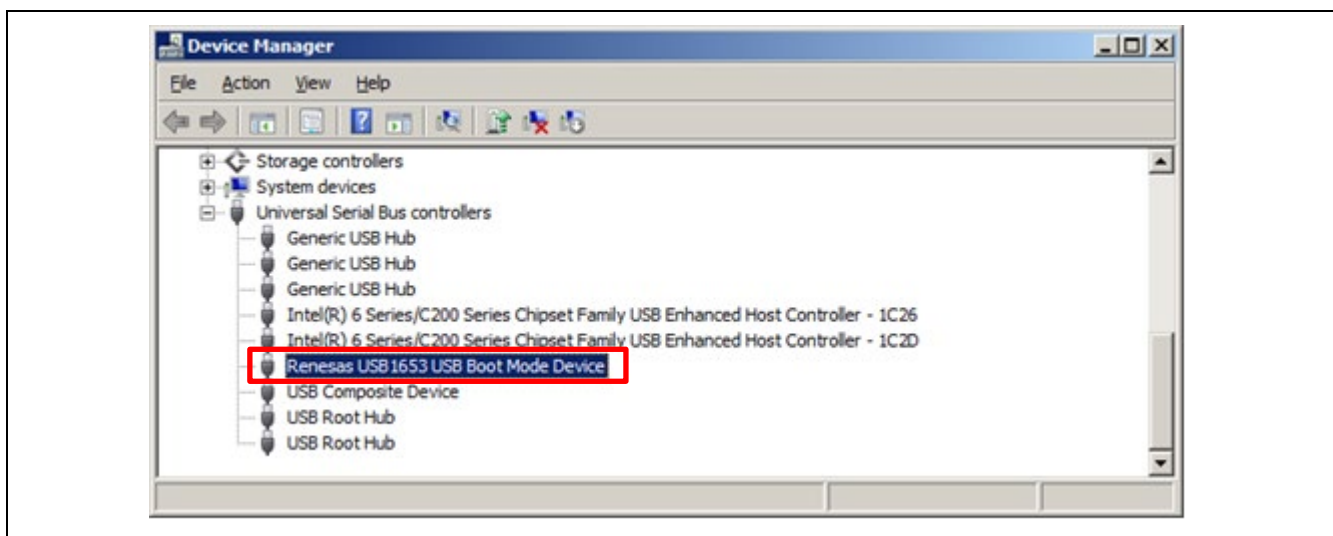 Device Manager
File Action View Help
Storage controllers
System devices
Universal Serial Bus controllers
Generic USB Hub
Generic USB Hub
Generic USB Hub
Intel(R) 6 Series/C200 Series Chipset Family USB Enhanced Host Controller - 1C26
Intel(R) 6 Series/C200 Series Chipset Family USB Enhanced Host Controller - 1C2D
Renesas USB1653 USB Boot Mode Device
USB Composite Device
USB Root Hub
USB Root Hub